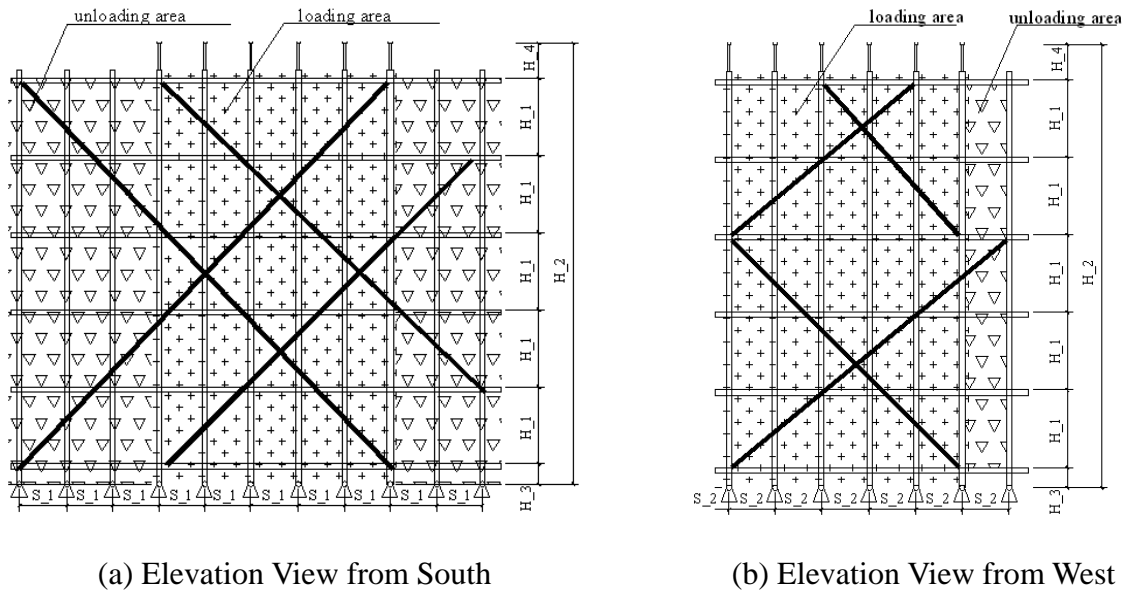 unloading area
loading area
H_4
H_1
H_1
H_1
H_1
H_1
H_2
H_3
S_1 S_1 S_1 S_1 S_1 S_1 S_1 S_1 S_1 S_1
(a) Elevation View from South
loading area
unloading area
H_4
H_1
H_1
H_1
H_1
H_1
H_2
H_3
S_2 S_2 S_2 S_2 S_2 S_2 S_2
(b) Elevation View from West